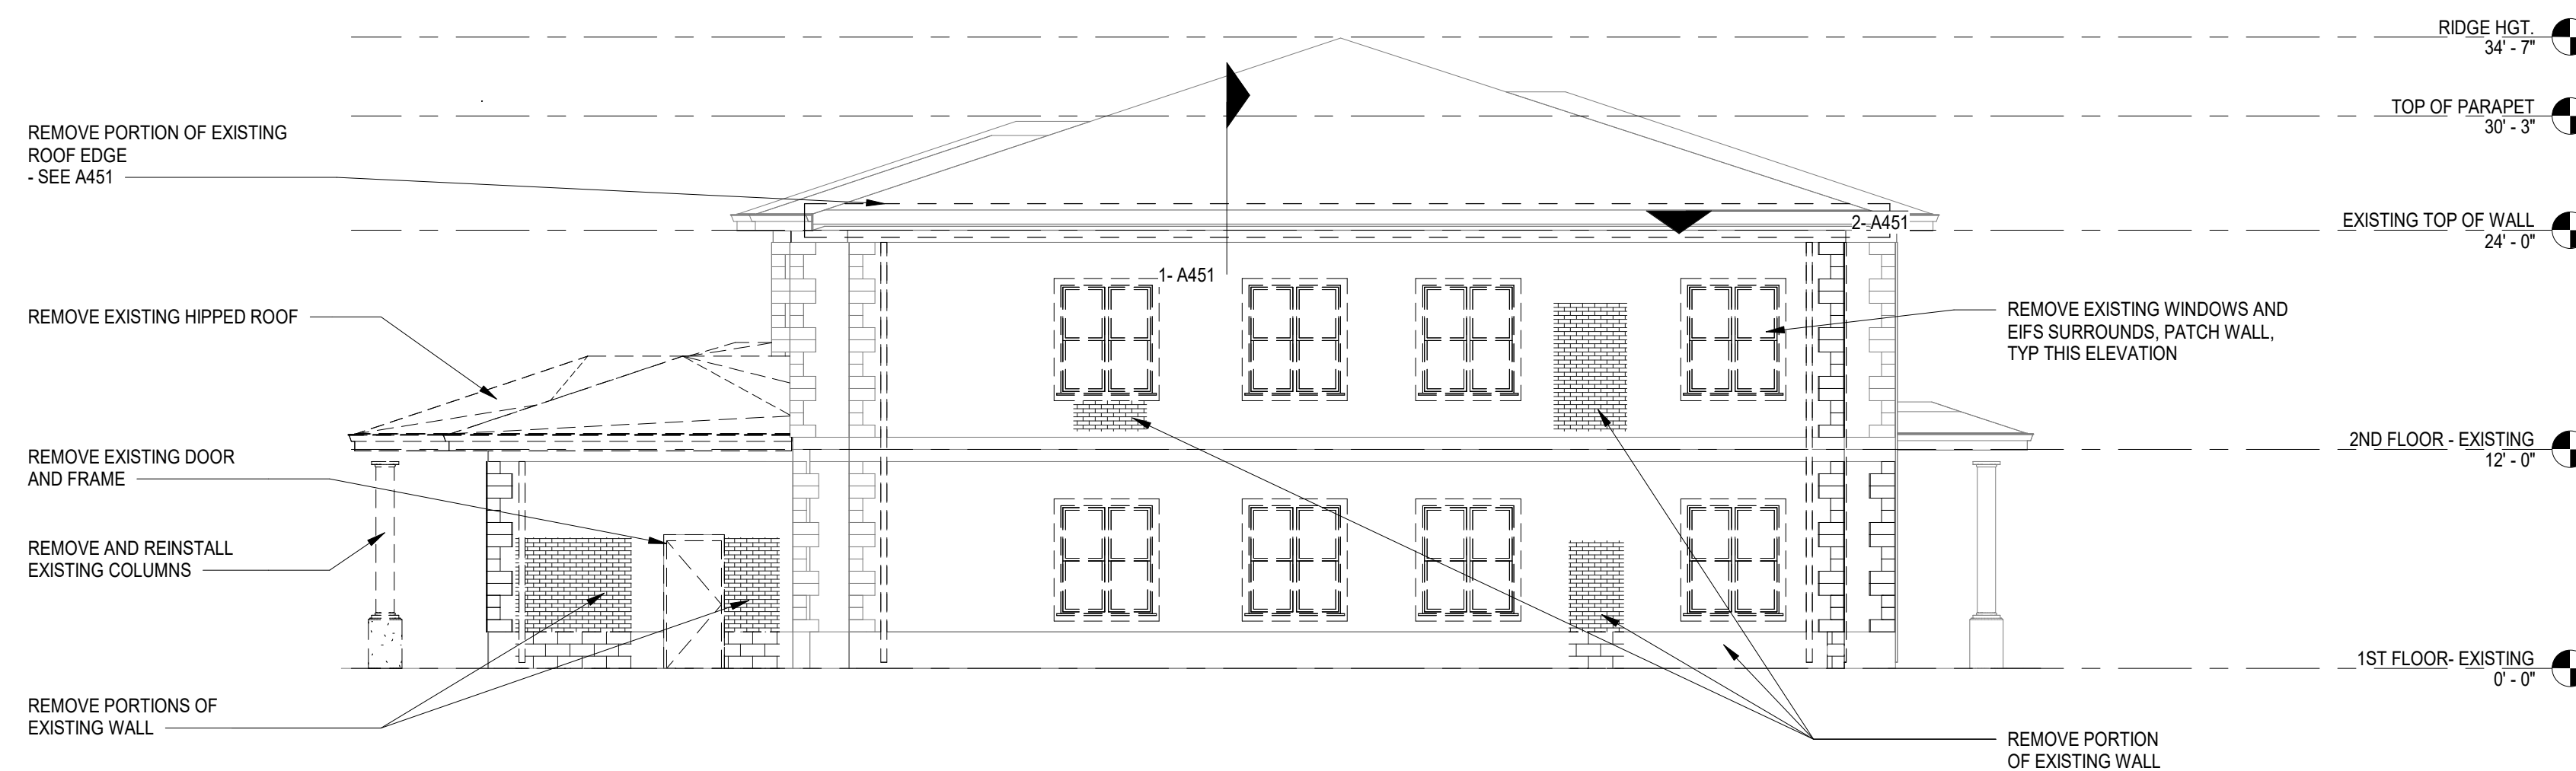 RIDGE HGT.
34' - 7"
TOP OF PARAPET
30' - 3"
REMOVE PORTION OF EXISTING
ROOF EDGE
- SEE A451
EXISTING TOP OF WALL
24' - 0"
2- A451
1- A451
REMOVE EXISTING HIPPED ROOF
REMOVE EXISTING WINDOWS AND
EIFS SURROUNDS, PATCH WALL,
TYP THIS ELEVATION
2ND FLOOR - EXISTING
12' - 0"
REMOVE EXISTING DOOR
AND FRAME
REMOVE AND REINSTALL
EXISTING COLUMNS
1ST FLOOR- EXISTING
0' - 0"
REMOVE PORTIONS OF
EXISTING WALL
REMOVE PORTION
OF EXISTING WALL